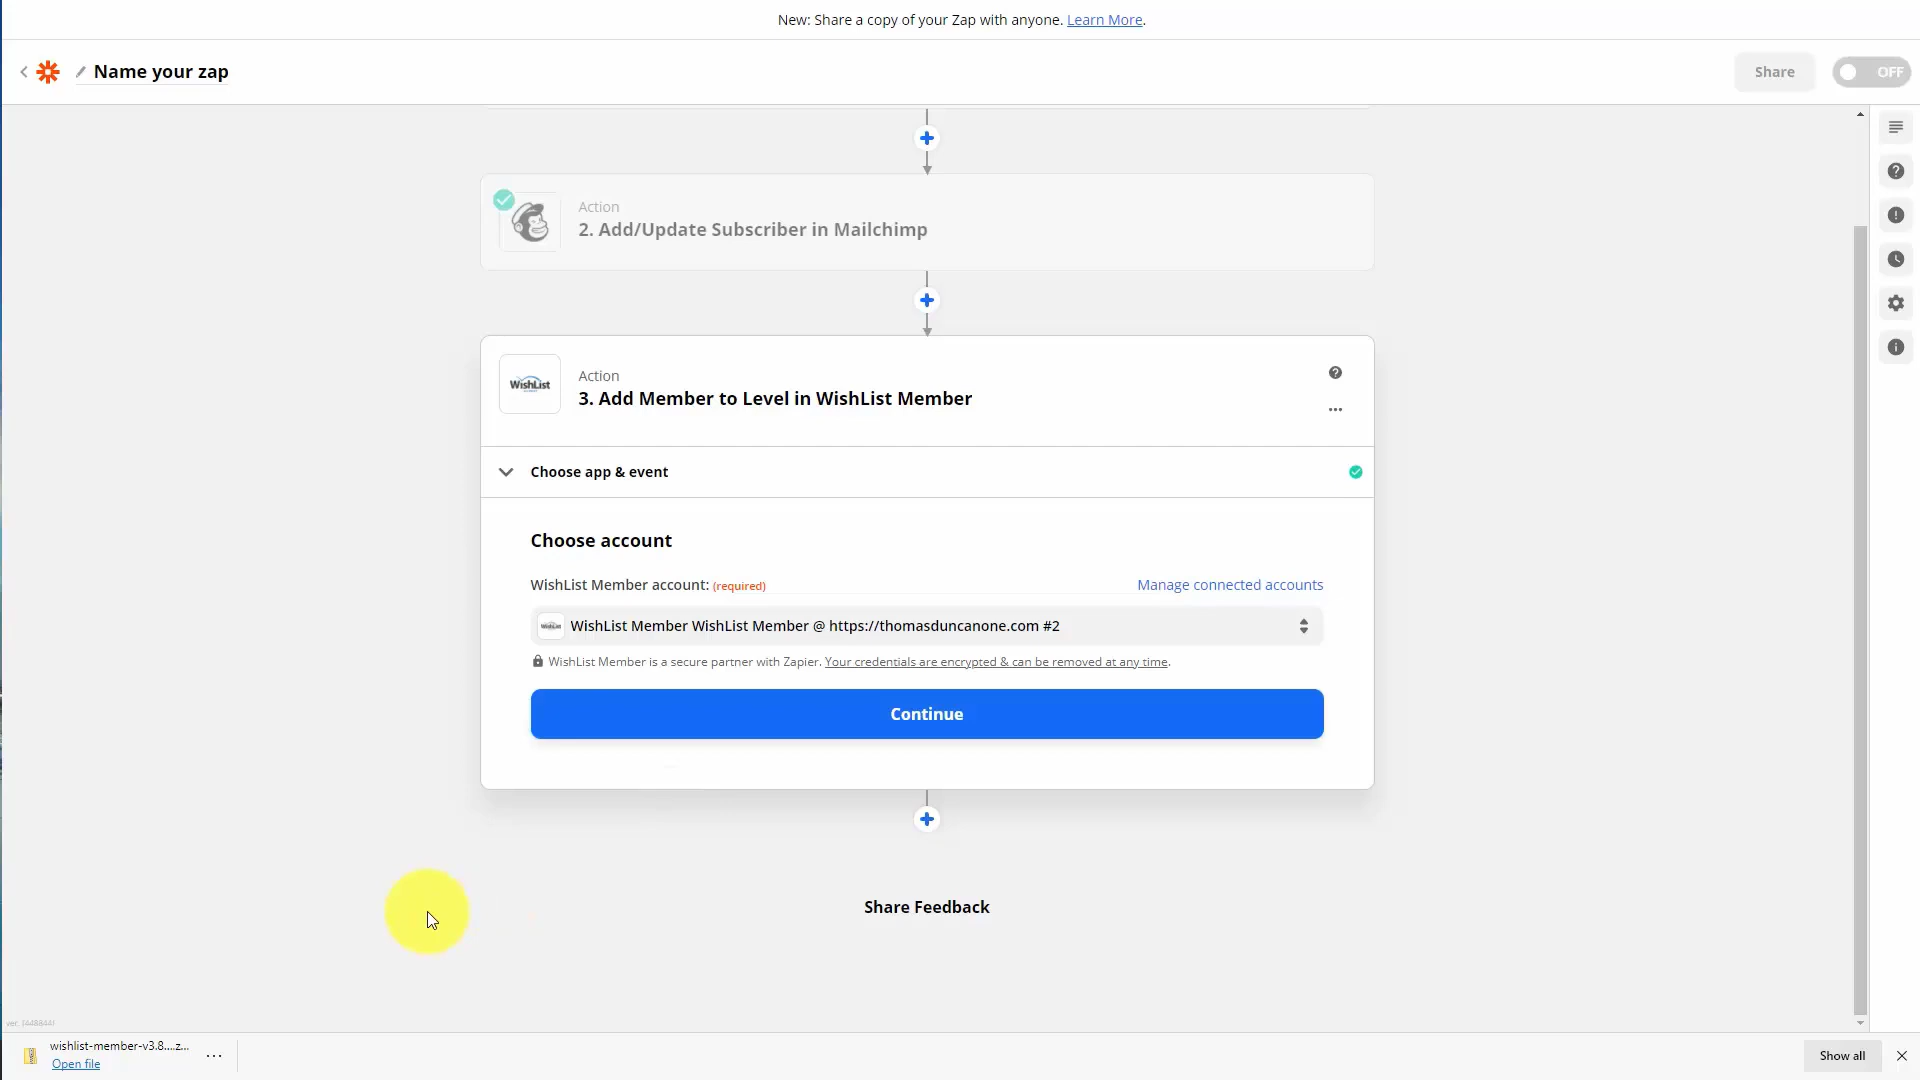 New: Share a copy of your Zap with anyone. Learn More.
Name your zap
Share
OFF
Action
2. Add/Update Subscriber in Mailchimp
WishList
Action
3. Add Member to Level in WishList Member
Choose app & event
Choose account
WishList Member account: (required)
Manage connected accounts
WishList Member WishList Member @ https://thomasduncanone.com #2
WishList Member is a secure partner with Zapier. Your credentials are encrypted & can be removed at any time.
Continue
Share Feedback
wishlist-member-v3.8....z...
Open file
Show all